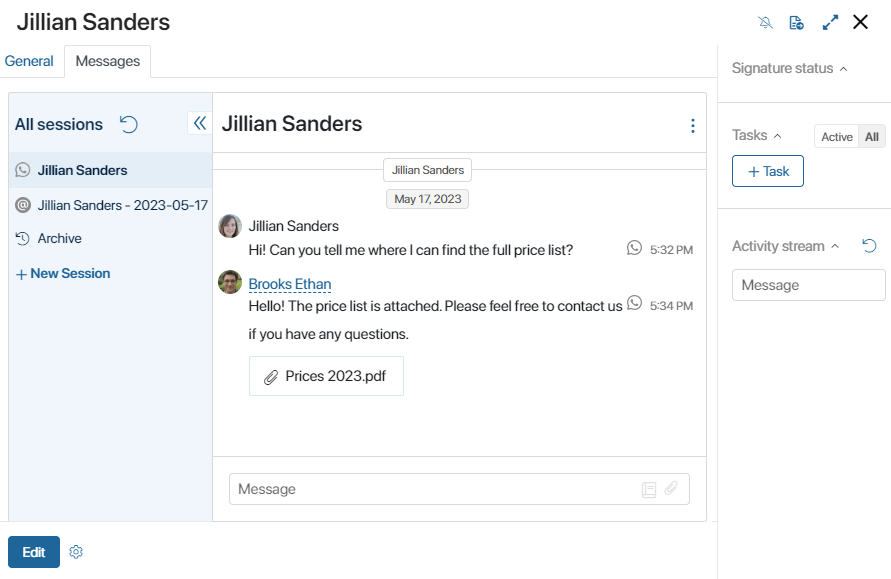 Jillian Sanders
General
Messages
All sessions
Jillian Sanders
Jillian Sanders - 2023-05-17
Archive
+ New Session
Jillian Sanders
Jillian Sanders
May 17, 2023
Jillian Sanders
Hi! Can you tell me where I can find the full price list?
5:32 PM
Brooks Ethan
Hello! The price list is attached. Please feel free to contact us
5:34 PM
if you have any questions.
Prices 2023.pdf
Message
Edit
Signature status
Tasks
Active
All
+ Task
Activity stream
Message